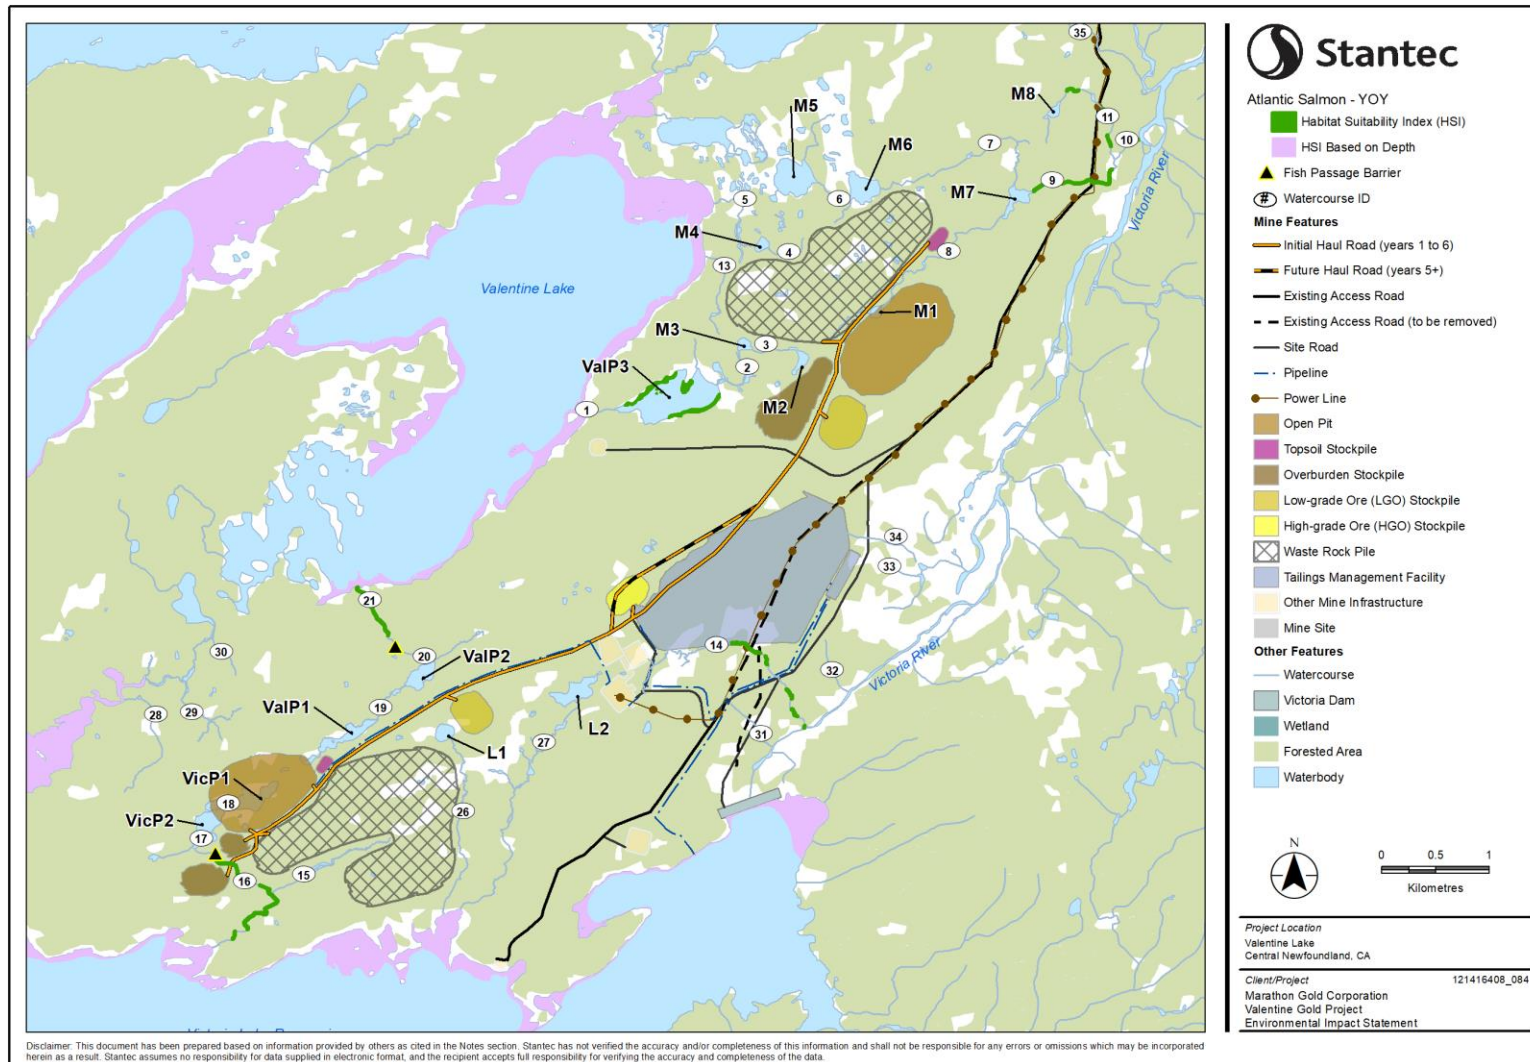 35
M8
M5
11
10
7
M6
9
M7
5
6
Victoria River
M4
4
8
13
Valentine Lake
M1
M3
3
ValP3
2
1
M2
34
33
21
14
20
30
ValP2
32
Victoria River
19
28
29
ValP1
L2
31
27
L1
VicP1
18
26
VicP2
17
15
16
Stantec
Atlantic Salmon - YOY
Habitat Suitability Index (HSI)
HSI Based on Depth
Fish Passage Barrier
# Watercourse ID
Mine Features
Initial Haul Road (years 1 to 6)
Future Haul Road (years 5+)
Existing Access Road
Existing Access Road (to be removed)
Site Road
Pipeline
Power Line
Open Pit
Topsoil Stockpile
Overburden Stockpile
Low-grade Ore (LGO) Stockpile
High-grade Ore (HGO) Stockpile
Waste Rock Pile
Tailings Management Facility
Other Mine Infrastructure
Mine Site
Other Features
Watercourse
Victoria Dam
Wetland
Forested Area
Waterbody
N
0 0.5 1
Kilometres
Project Location
Valentine Lake
Central Newfoundland, CA
Client/Project 121416408_084
Marathon Gold Corporation
Valentine Gold Project
Environmental Impact Statement
Disclaimer: This document has been prepared based on information provided by others as cited in the Notes section. Stantec has not verified the accuracy and/or completeness of this information and shall not be responsible for any errors or omissions which may be incorporated
herein as a result. Stantec assumes no responsibility for data supplied in electronic format, and the recipient accepts full responsibility for verifying the accuracy and completeness of the data.